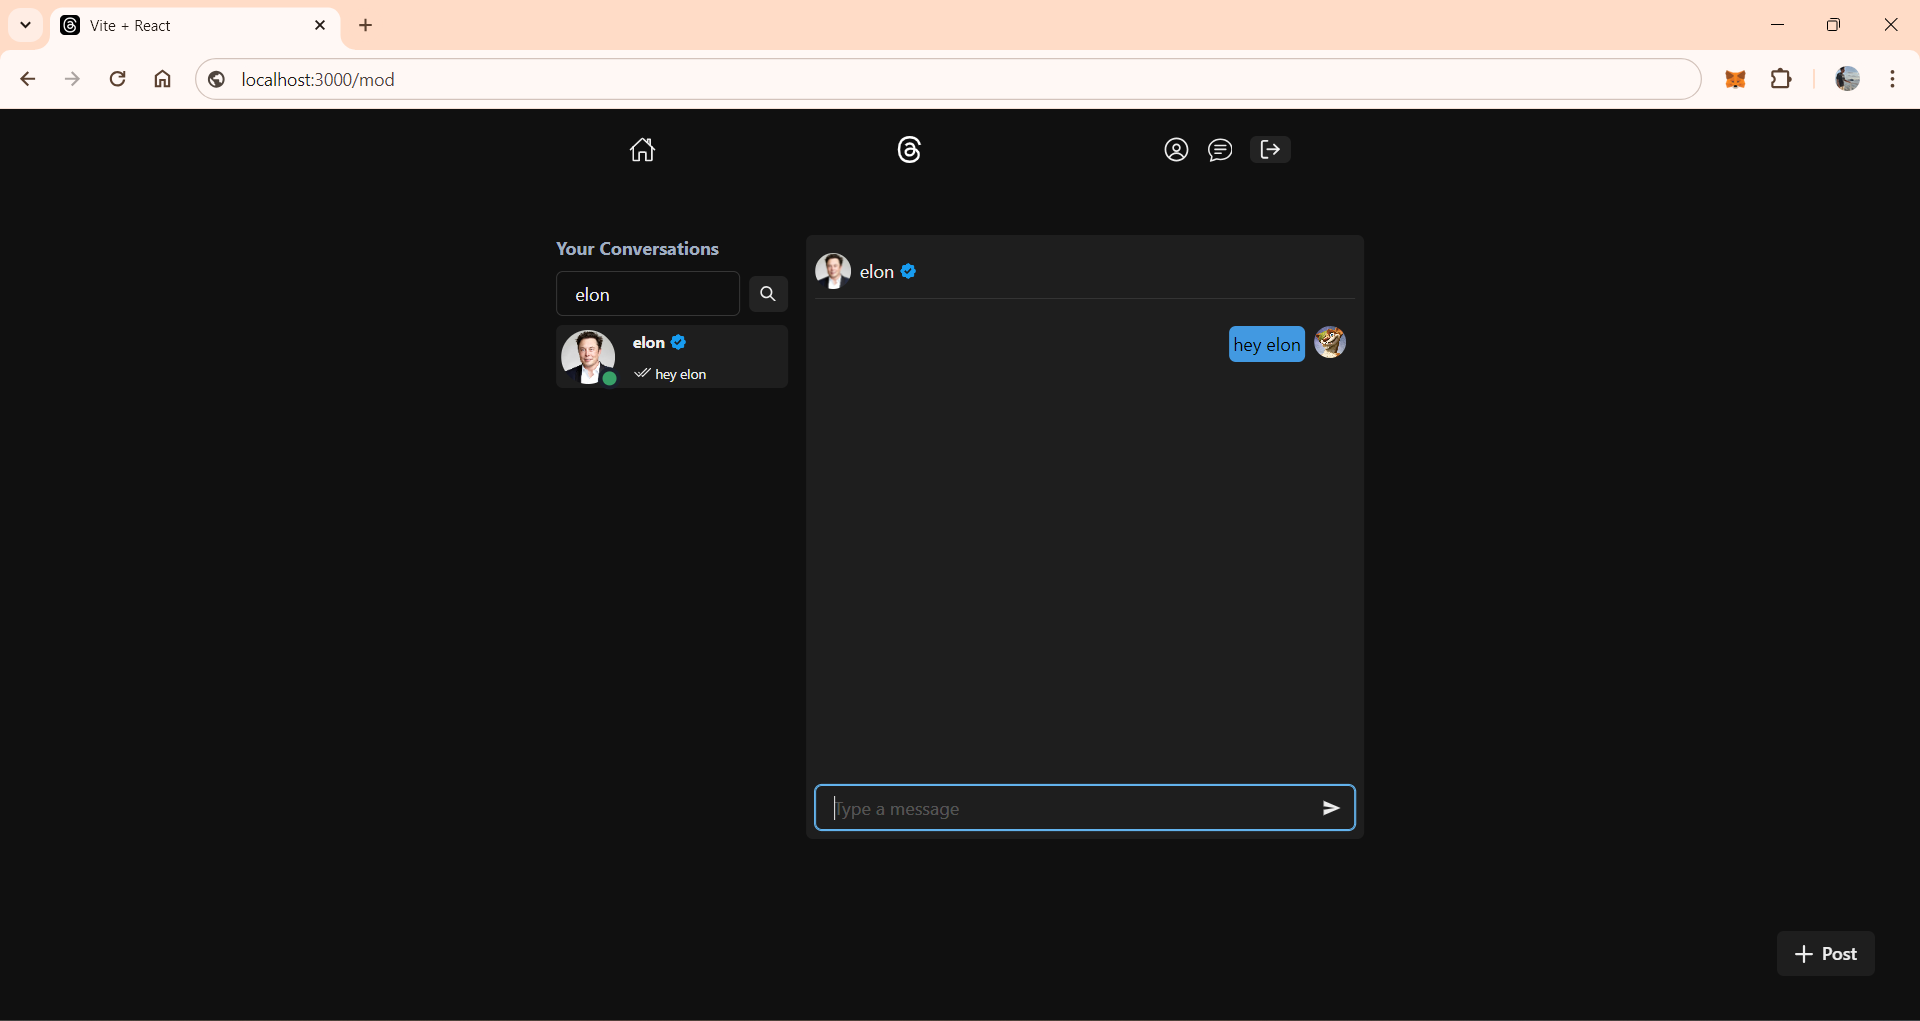 Vite + React
localhost:3000/mod
Your Conversations
elon
elon
hey elon
elon
hey elon
Type a message
Post